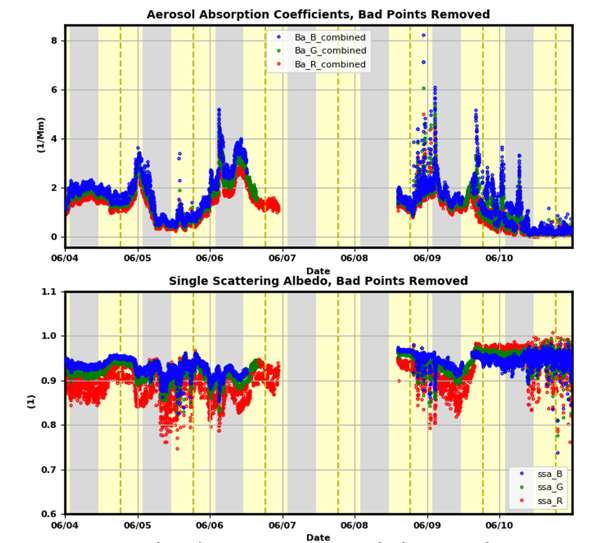 Aerosol Absorption Coefficients, Bad Points Removed
Ba_B_combined
Ba_G_combined
Ba_R_combined
8
6
4
2
0
(1/Mm)
06/04 06/05 06/06 06/07 06/08 06/09 06/10
Date
Single Scattering Albedo, Bad Points Removed
1.1
1.0
0.9
0.8
0.7
0.6
(1)
ssa_B
ssa_G
ssa_R
06/04 06/05 06/06 06/07 06/08 06/09 06/10
Date